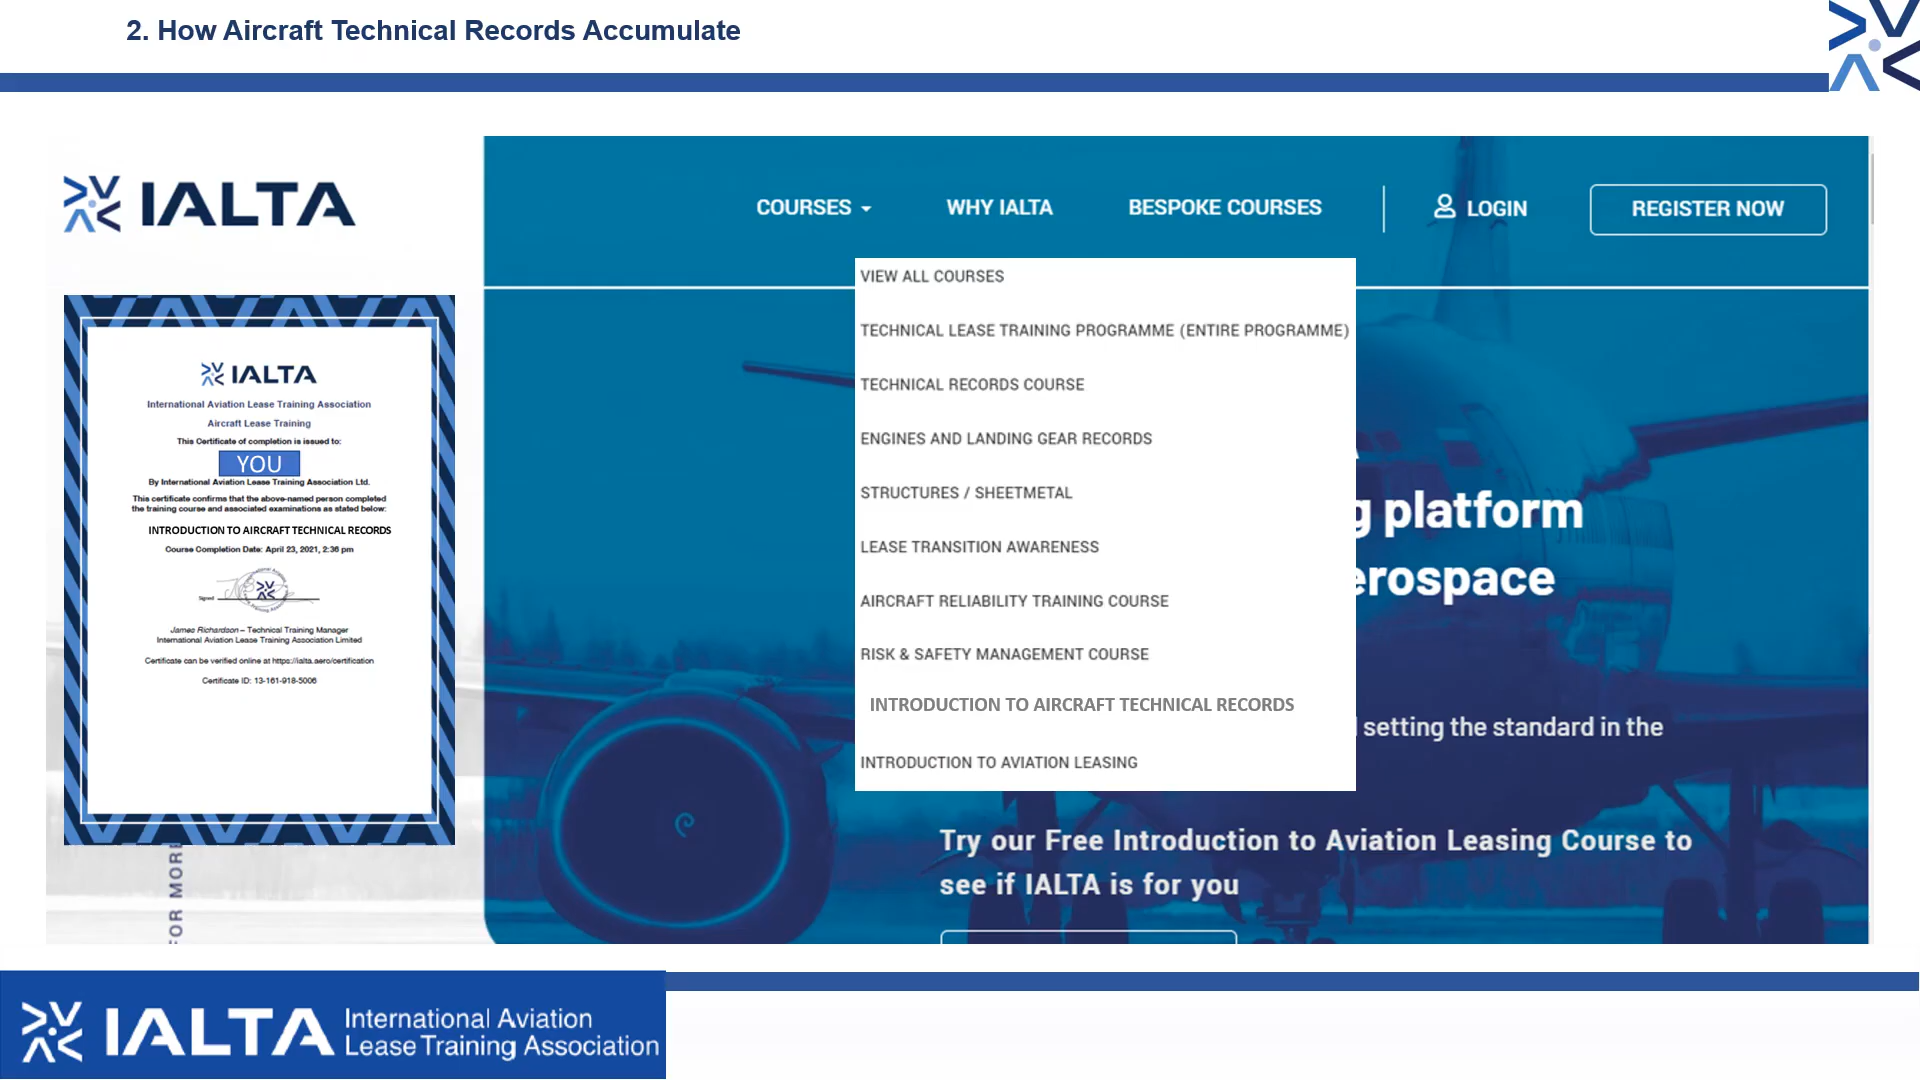 2. How Aircraft Technical Records Accumulate
IALTA
COURSES
WHY IALTA
BESPOKE COURSES
LOGIN
REGISTER NOW
VIEW ALL COURSES
TECHNICAL LEASE TRAINING PROGRAMME (ENTIRE PROGRAMME)
TECHNICAL RECORDS COURSE
ENGINES AND LANDING GEAR RECORDS
STRUCTURES / SHEETMETAL
LEASE TRANSITION AWARENESS
AIRCRAFT RELIABILITY TRAINING COURSE
RISK & SAFETY MANAGEMENT COURSE
INTRODUCTION TO AIRCRAFT TECHNICAL RECORDS
INTRODUCTION TO AVIATION LEASING
IALTA
International Aviation Lease Training Association
Aircraft Lease Training
This Certificate of completion is issued to:
YOU
By International Aviation Lease Training Association Ltd.
This certificate confirms that the above-named person completed
the training course and associated examinations as stated below:
INTRODUCTION TO AIRCRAFT TECHNICAL RECORDS
Course Completion Date: April 23, 2021, 2:36 pm
Signed
James Richardson – Technical Training Manager
International Aviation Lease Training Association Limited
Certificate can be verified online at https://ialta.aero/certification
Certificate ID: 13-161-918-5006
g platform
erospace
setting the standard in the
Try our Free Introduction to Aviation Leasing Course to
see if IALTA is for you
FOR MORE
IALTA
International Aviation
Lease Training Association